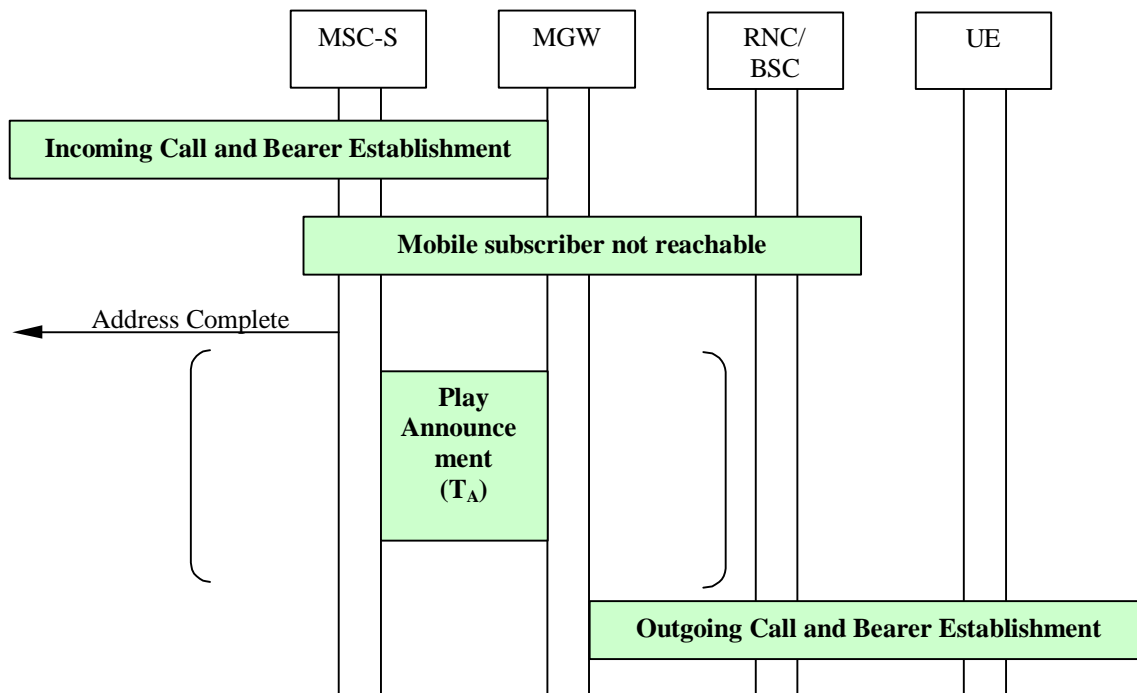 MSC-S
MGW
RNC/
BSC
UE
Incoming Call and Bearer Establishment
Mobile subscriber not reachable
Address Complete
Play
Announce
ment
(TA)
Outgoing Call and Bearer Establishment